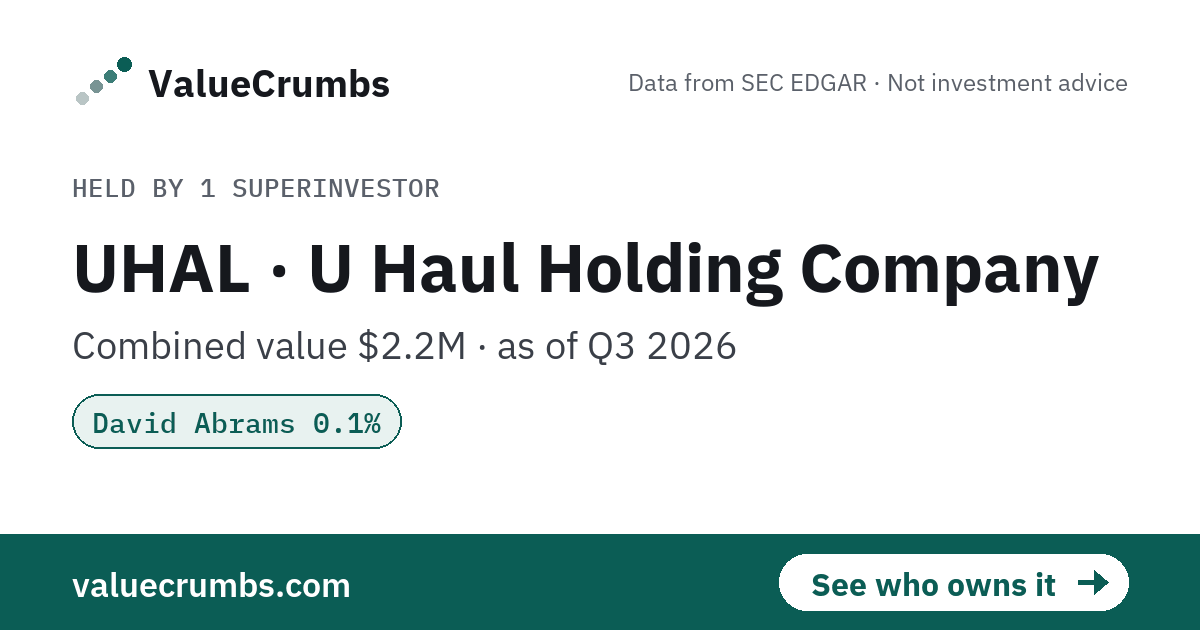 ValueCrumbs
Data from SEC EDGAR · Not investment advice
HELD BY 1 SUPERINVESTOR
UHAL · U Haul Holding Company
Combined value $2.2M · as of Q3 2026
David Abrams 0.1%
valuecrumbs.com
See who owns it →